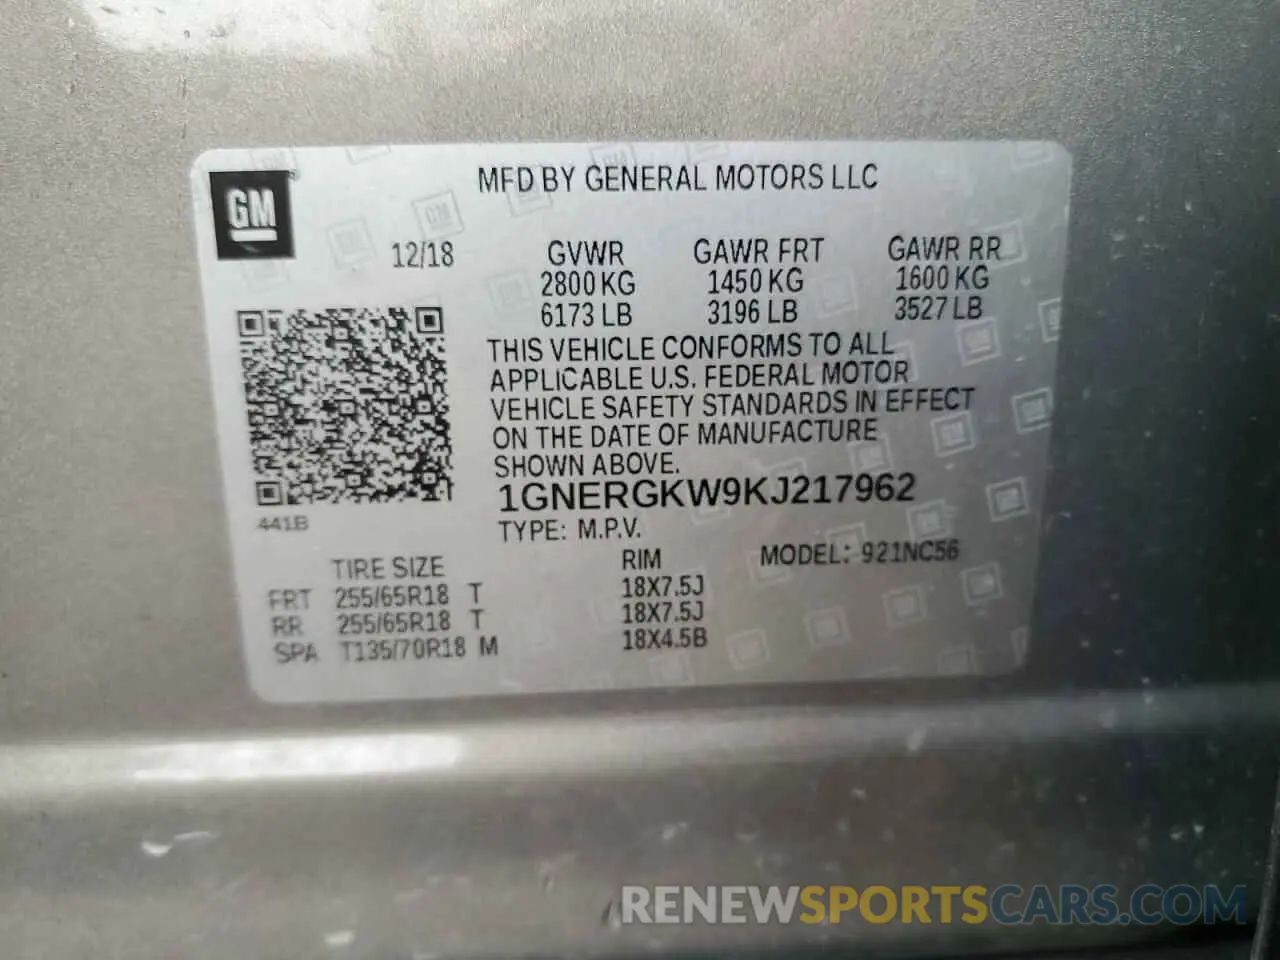 GM
MFD BY GENERAL MOTORS LLC
12/18 GVWR GAWR FRT GAWR RR
2800 KG 1450 KG 1600 KG
6173 LB 3196 LB 3527 LB
THIS VEHICLE CONFORMS TO ALL
APPLICABLE U.S. FEDERAL MOTOR
VEHICLE SAFETY STANDARDS IN EFFECT
ON THE DATE OF MANUFACTURE
SHOWN ABOVE.
1GNERGKW9KJ217962
441B
TYPE: M.P.V.
TIRE SIZE RIM MODEL: 921NC56
FRT 255/65R18 T 18X7.5J
RR 255/65R18 T 18X7.5J
SPA T135/70R18 M 18X4.5B
RENEWSPORTSCARS.COM